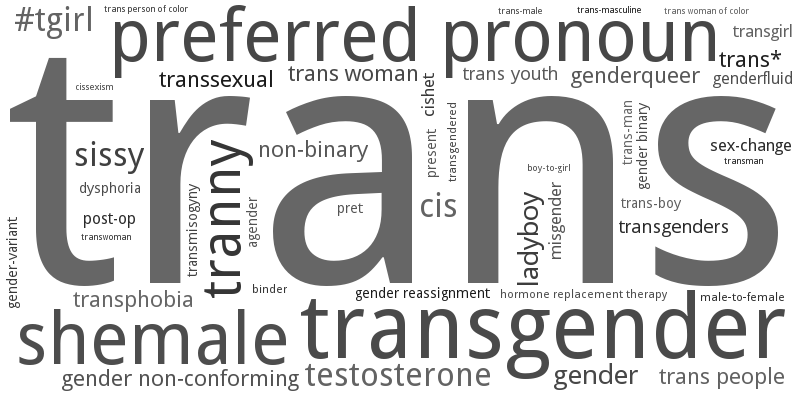 trans person of color
trans-male
trans-masculine
trans woman of color
#tgirl
preferred pronoun
transgirl
trans*
transsexual
trans woman
trans youth
genderqueer
genderfluid
cissexism
cishet
trans
transgendered
present
trans-man
gender binary
sissy
non-binary
sex-change
transman
boy-to-girl
dysphoria
tranny
transmisogyny
agender
pret
cis
ladyboy
misgender
trans-boy
post-op
transgenders
transwoman
gender-variant
binder
gender reassignment
hormone replacement therapy
male-to-female
transphobia
shemale
transgender
gender non-conforming
testosterone
gender
trans people